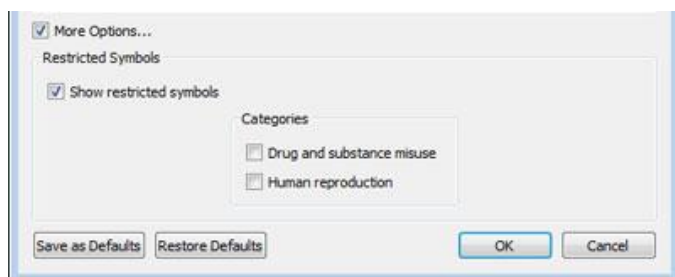 More Options...
Restricted Symbols
Show restricted symbols
Categories
Drug and substance misuse
Human reproduction
Save as Defaults Restore Defaults OK Cancel